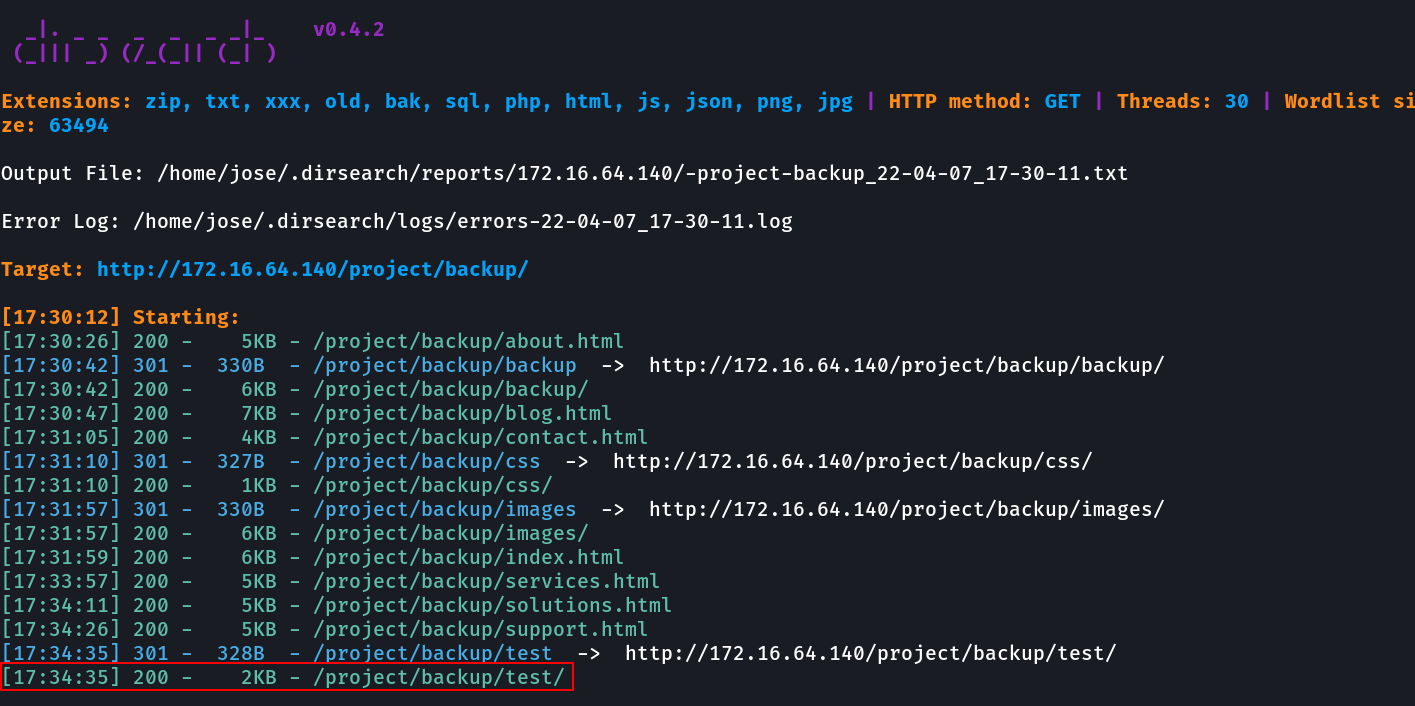 _|. _ _  _  _  _ _|_    v0.4.2
(_||| _) (/_(_|| (_| )
Extensions: zip, txt, xxx, old, bak, sql, php, html, js, json, png, jpg | HTTP method: GET | Threads: 30 | Wordlist si
ze: 63494
Output File: /home/jose/.dirsearch/reports/172.16.64.140/-project-backup_22-04-07_17-30-11.txt
Error Log: /home/jose/.dirsearch/logs/errors-22-04-07_17-30-11.log
Target: http://172.16.64.140/project/backup/
[17:30:12] Starting:
[17:30:26] 200 -    5KB - /project/backup/about.html
[17:30:42] 301 -  330B  - /project/backup/backup  ->  http://172.16.64.140/project/backup/backup/
[17:30:42] 200 -    6KB - /project/backup/backup/
[17:30:47] 200 -    7KB - /project/backup/blog.html
[17:31:05] 200 -    4KB - /project/backup/contact.html
[17:31:10] 301 -  327B  - /project/backup/css  ->  http://172.16.64.140/project/backup/css/
[17:31:10] 200 -    1KB - /project/backup/css/
[17:31:57] 301 -  330B  - /project/backup/images  ->  http://172.16.64.140/project/backup/images/
[17:31:57] 200 -    6KB - /project/backup/images/
[17:31:59] 200 -    6KB - /project/backup/index.html
[17:33:57] 200 -    5KB - /project/backup/services.html
[17:34:11] 200 -    5KB - /project/backup/solutions.html
[17:34:26] 200 -    5KB - /project/backup/support.html
[17:34:35] 301 -  328B  - /project/backup/test  ->  http://172.16.64.140/project/backup/test/
[17:34:35] 200 -    2KB - /project/backup/test/